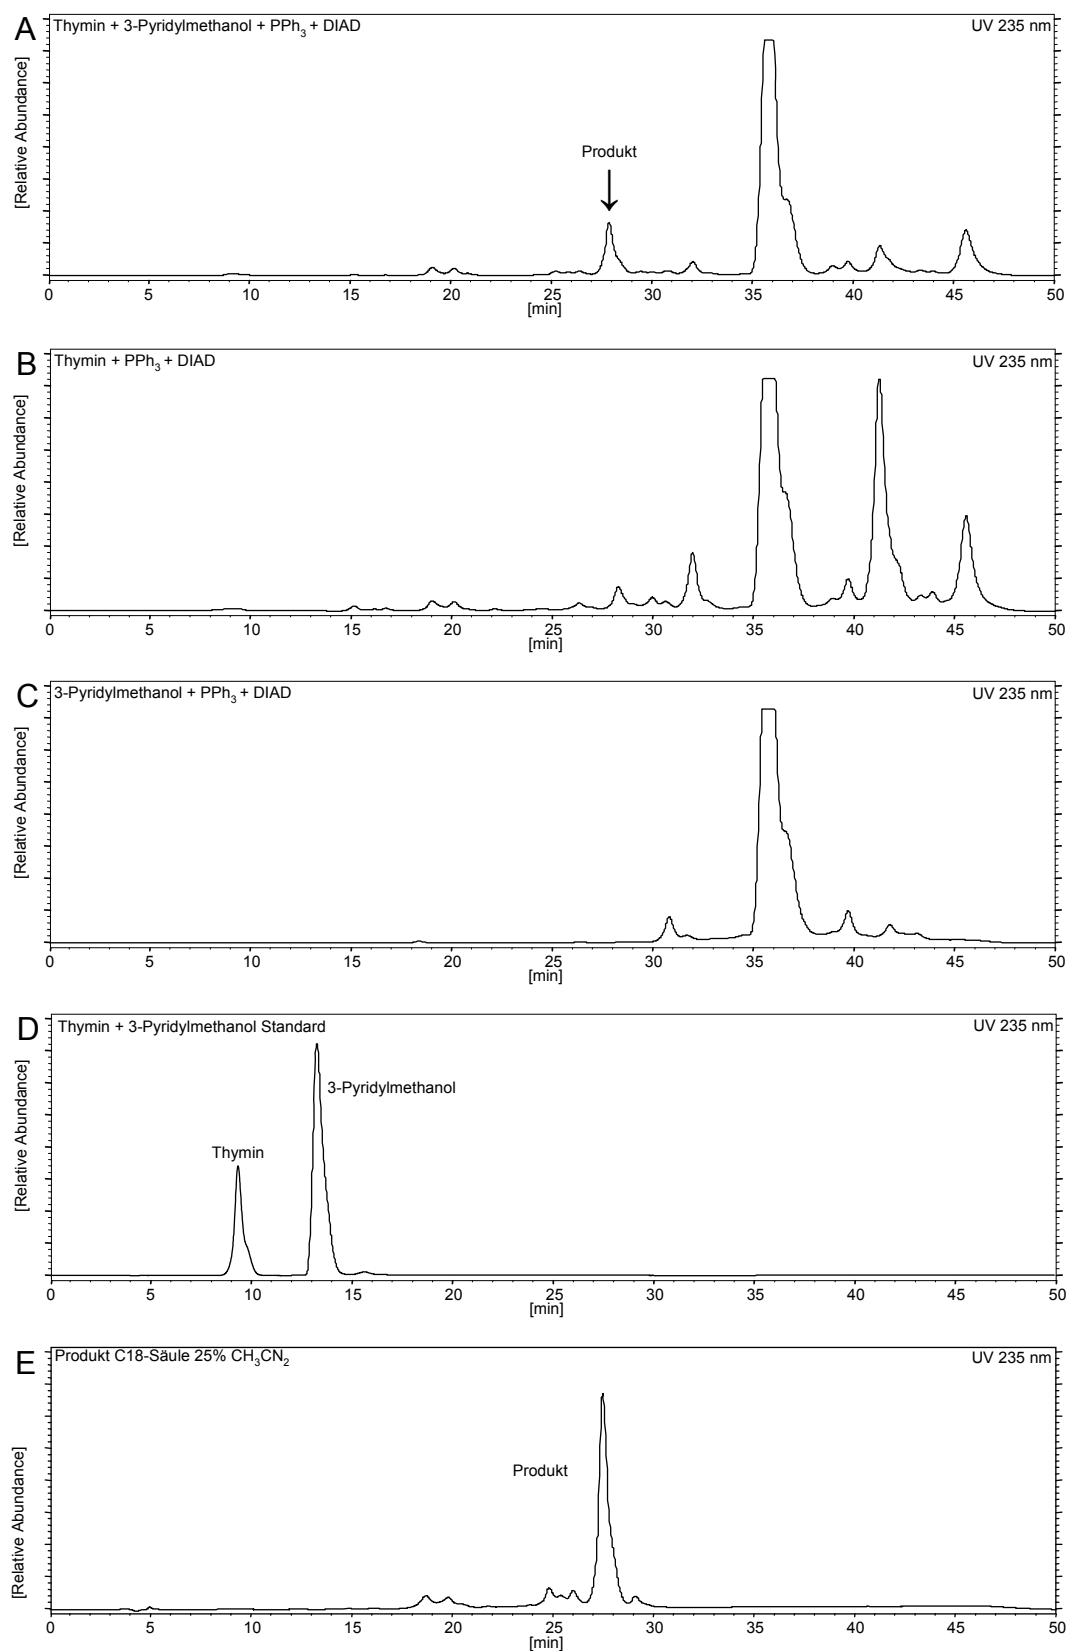 A
Thymin + 3-Pyridylmethanol + PPh₃ + DIAD
UV 235 nm
[Relative Abundance]
Produkt
0 5 10 15 20 25 30 35 40 45 50
[min]
B
Thymin + PPh₃ + DIAD
UV 235 nm
[Relative Abundance]
0 5 10 15 20 25 30 35 40 45 50
[min]
C
3-Pyridylmethanol + PPh₃ + DIAD
UV 235 nm
[Relative Abundance]
0 5 10 15 20 25 30 35 40 45 50
[min]
D
Thymin + 3-Pyridylmethanol Standard
UV 235 nm
[Relative Abundance]
3-Pyridylmethanol
Thymin
0 5 10 15 20 25 30 35 40 45 50
[min]
E
Produkt C18-Säule 25% CH₃CN₂
UV 235 nm
[Relative Abundance]
Produkt
0 5 10 15 20 25 30 35 40 45 50
[min]